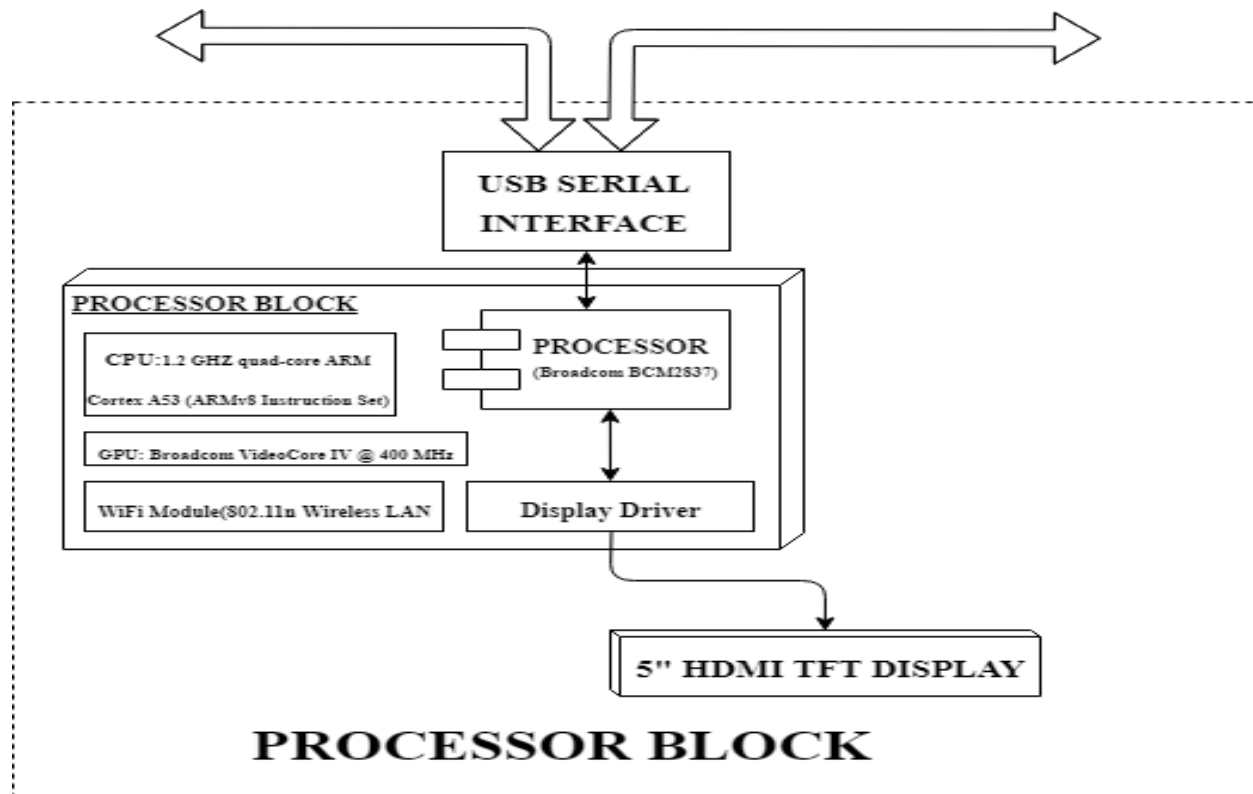 USB SERIAL
INTERFACE
PROCESSOR BLOCK
CPU:1.2 GHZ quad-core ARM
Cortex A53 (ARMv8 Instruction Set)
GPU: Broadcom VideoCore IV @ 400 MHz
WiFi Module(802.11n Wireless LAN
PROCESSOR
(Broadcom BCM2837)
Display Driver
5" HDMI TFT DISPLAY
PROCESSOR BLOCK